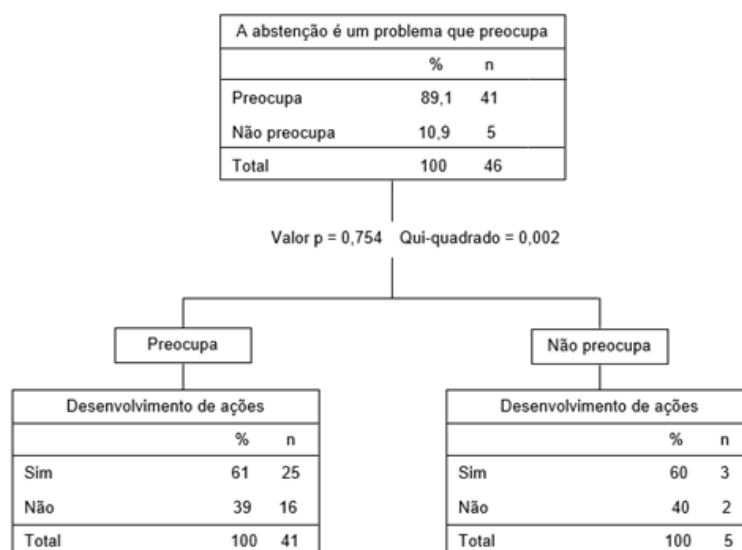 A abstenção é um problema que preocupa
% n
Preocupa 89,1 41
Não preocupa 10,9 5
Total 100 46
Valor p = 0,754 Qui-quadrado = 0,002
Preocupa
Desenvolvimento de ações
% n
Sim 61 25
Não 39 16
Total 100 41
Não preocupa
Desenvolvimento de ações
% n
Sim 60 3
Não 40 2
Total 100 5